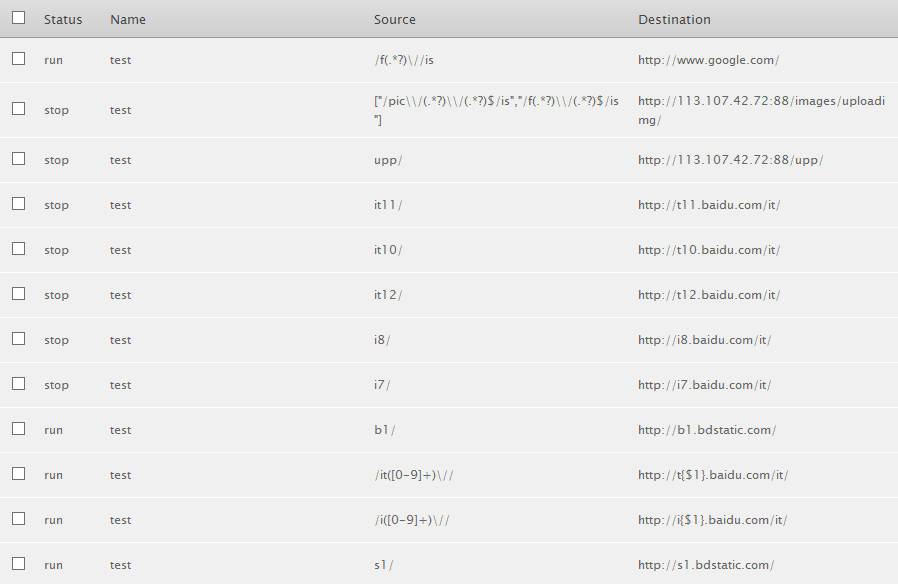 Status Name Source Destination
run test /f(.*?)\//is http://www.google.com/
stop test ["/pic\\/(.*?)\\/(.*?)$/is","/f(.*?)\\/(.*?)$/is http://113.107.42.72:88/images/uploadi
"] mg/
stop test upp/ http://113.107.42.72:88/upp/
stop test it11/ http://t11.baidu.com/it/
stop test it10/ http://t10.baidu.com/it/
stop test it12/ http://t12.baidu.com/it/
stop test i8/ http://i8.baidu.com/it/
stop test i7/ http://i7.baidu.com/it/
run test b1/ http://b1.bdstatic.com/
run test /it([0-9]+)\// http://t{$1}.baidu.com/it/
run test /i([0-9]+)\// http://i{$1}.baidu.com/it/
run test s1/ http://s1.bdstatic.com/